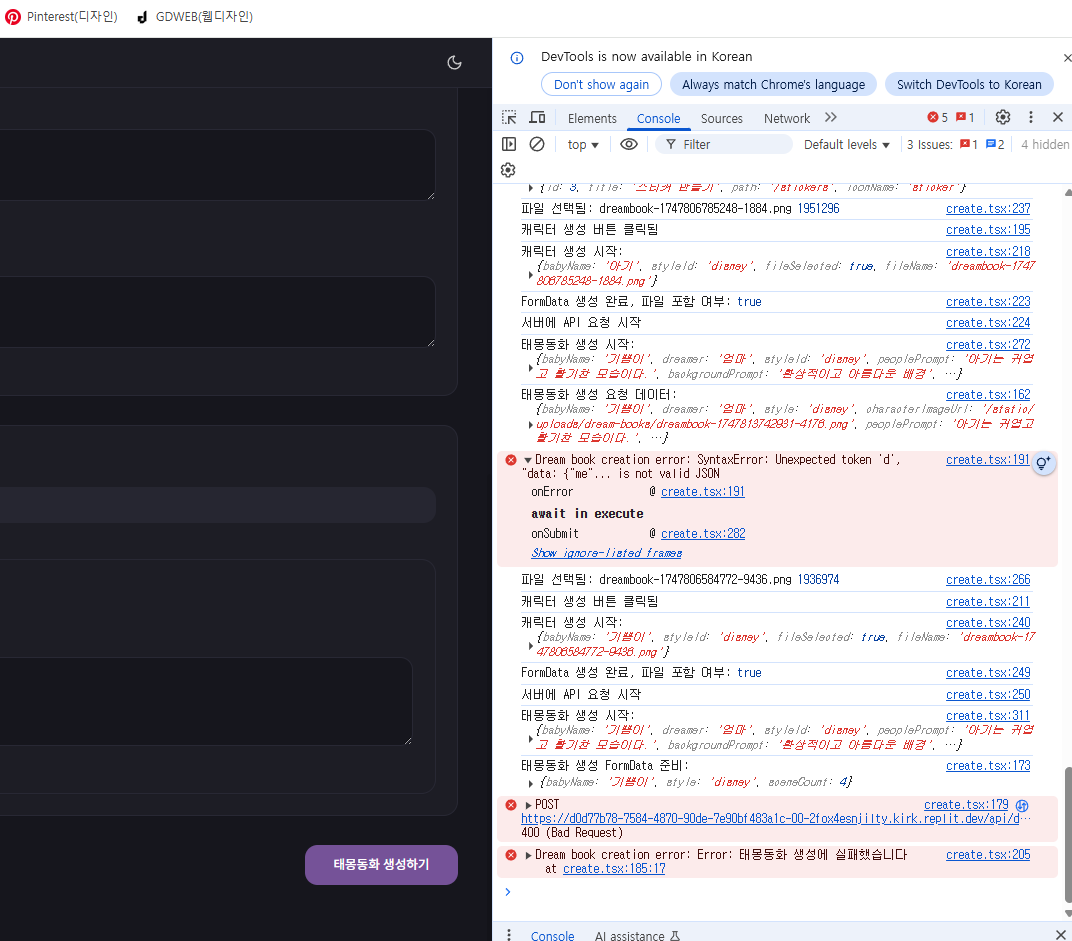 Pinterest(디자인) GDWEB(웹디자인)
DevTools is now available in Korean
Don't show again Always match Chrome's language Switch DevTools to Korean
Elements Console Sources Network 5 1
top Filter Default levels 3 Issues: 1 2 4 hidden
{id: 3, title: '스티커 만들기', path: '/stickers', iconName: 'sticker'}
파일 선택됨: dreambook-1747806785248-1884.png 1951296 create.tsx:237
캐릭터 생성 버튼 클릭됨 create.tsx:195
캐릭터 생성 시작: create.tsx:218
{babyName: '아기', styleId: 'disney', fileSelected: true, fileName: 'dreambook-1747
806785248-1884.png'}
FormData 생성 완료, 파일 포함 여부: true create.tsx:223
서버에 API 요청 시작 create.tsx:224
태몽동화 생성 시작: create.tsx:272
{babyName: '기쁨이', dreamer: '엄마', styleId: 'disney', peoplePrompt: '아기는 귀엽
고 활기찬 모습이다.', backgroundPrompt: '환상적이고 아름다운 배경', …}
태몽동화 생성 요청 데이터: create.tsx:162
{babyName: '기쁨이', dreamer: '엄마', style: 'disney', characterImageUrl: '/static/
uploads/dream-books/dreambook-1747813742931-4176.png', peoplePrompt: '아기는 귀엽고
활기찬 모습이다.', …}
Dream book creation error: SyntaxError: Unexpected token 'd', create.tsx:191
"data: {"me"... is not valid JSON
onError @ create.tsx:191
await in execute
onSubmit @ create.tsx:282
Show ignore-listed frames
파일 선택됨: dreambook-1747806584772-9436.png 1936974 create.tsx:266
캐릭터 생성 버튼 클릭됨 create.tsx:211
캐릭터 생성 시작: create.tsx:240
{babyName: '기쁨이', styleId: 'disney', fileSelected: true, fileName: 'dreambook-17
47806584772-9436.png'}
FormData 생성 완료, 파일 포함 여부: true create.tsx:249
서버에 API 요청 시작 create.tsx:250
태몽동화 생성 시작: create.tsx:311
{babyName: '기쁨이', dreamer: '엄마', styleId: 'disney', peoplePrompt: '아기는 귀엽
고 활기찬 모습이다.', backgroundPrompt: '환상적이고 아름다운 배경', …}
태몽동화 생성 FormData 준비: create.tsx:173
{babyName: '기쁨이', style: 'disney', sceneCount: 4}
POST create.tsx:179
https://d0d77b78-7584-4870-90de-7e90bf483a1c-00-2fox4esnjilty.kirk.replit.dev/api/d…
400 (Bad Request)
Dream book creation error: Error: 태몽동화 생성에 실패했습니다 create.tsx:205
at create.tsx:185:17
태몽동화 생성하기
Console AI assistance